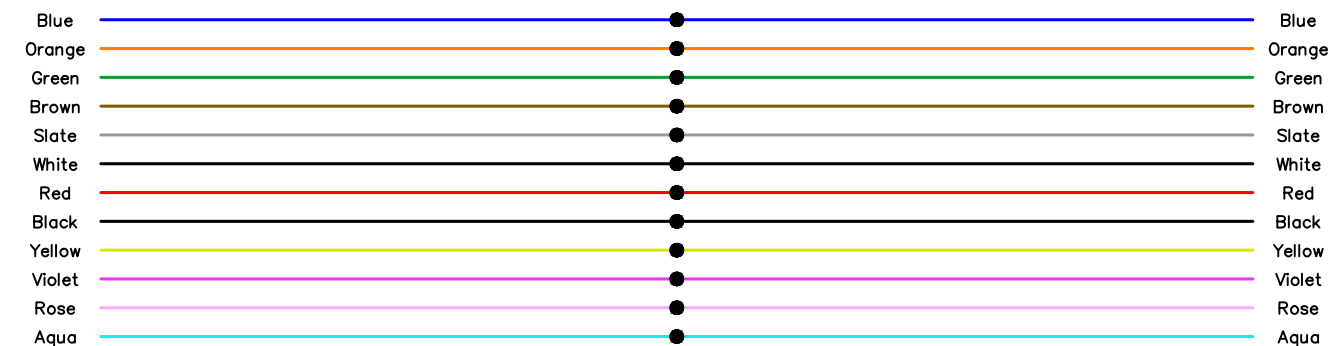 Blue Blue
Orange Orange
Green Green
Brown Brown
Slate Slate
White White
Red Red
Black Black
Yellow Yellow
Violet Violet
Rose Rose
Aqua Aqua